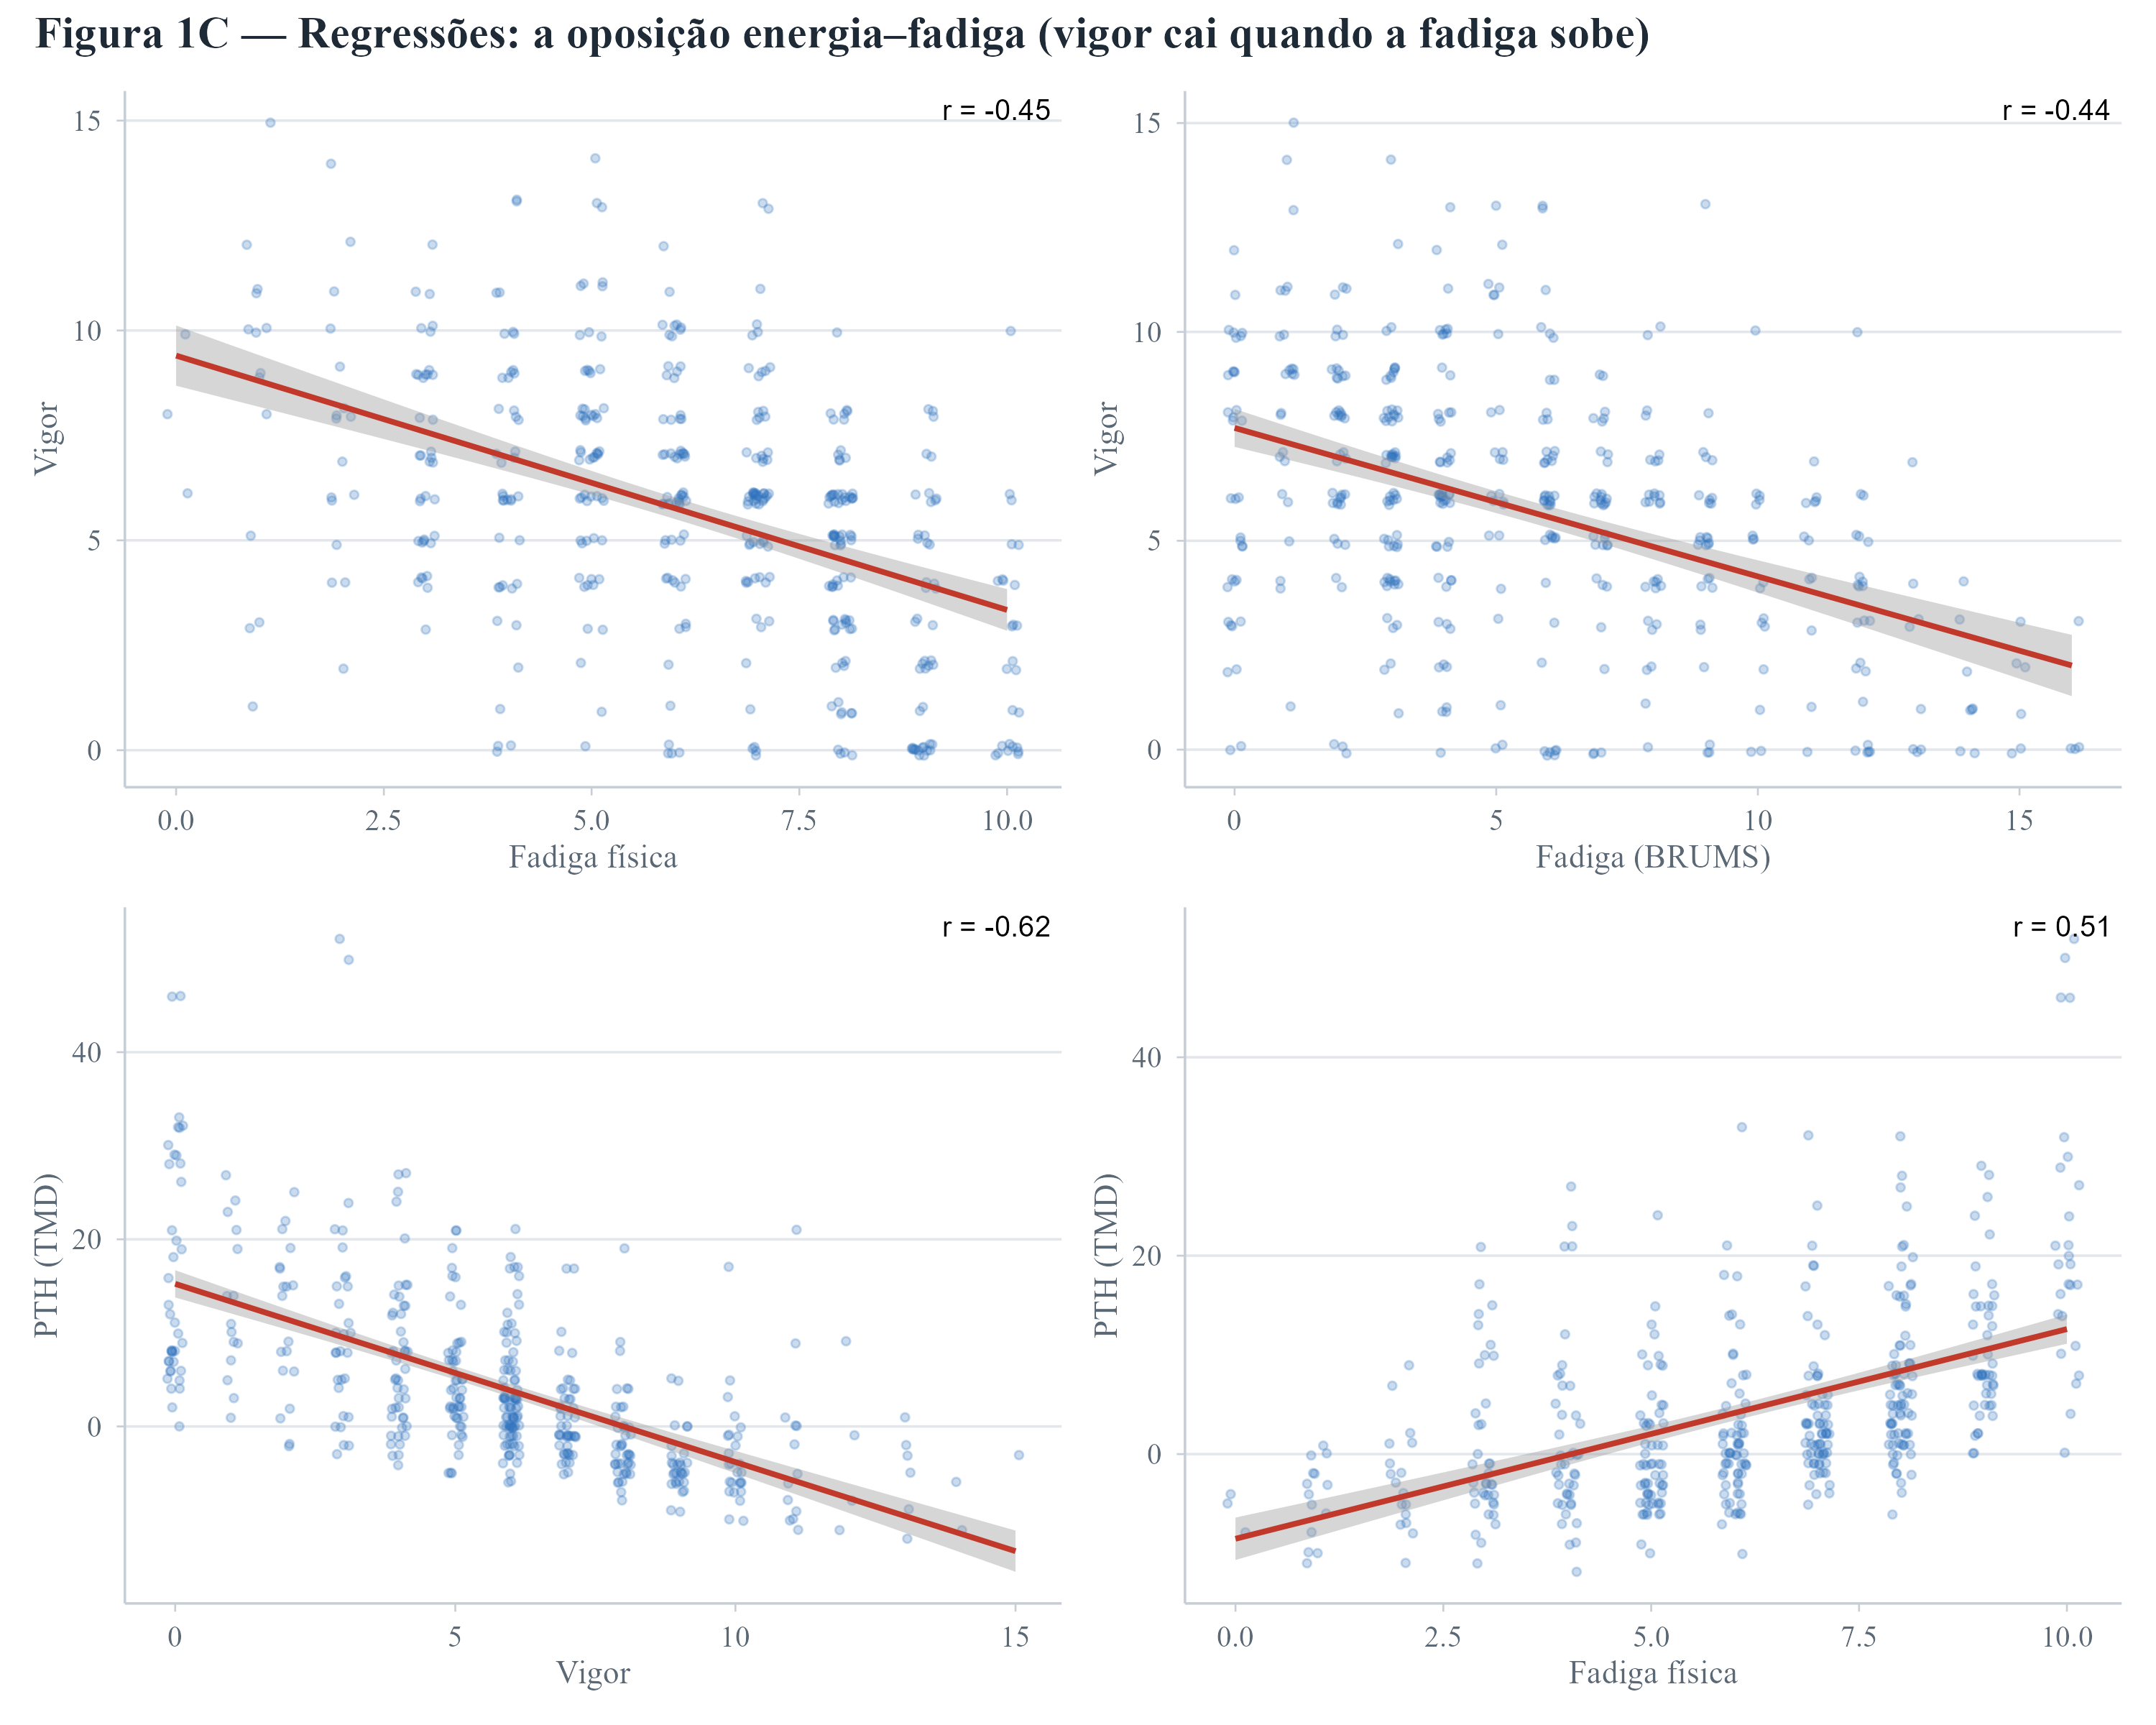 Figura 1C — Regressões: a oposição energia–fadiga (vigor cai quando a fadiga sobe)
r = -0.45
Vigor
15
10
5
0
0.0 2.5 5.0 7.5 10.0
Fadiga física
r = -0.44
Vigor
15
10
5
0
0 5 10 15
Fadiga (BRUMS)
r = -0.62
PTH (TMD)
40
20
0
0 5 10 15
Vigor
r = 0.51
PTH (TMD)
40
20
0
0.0 2.5 5.0 7.5 10.0
Fadiga física